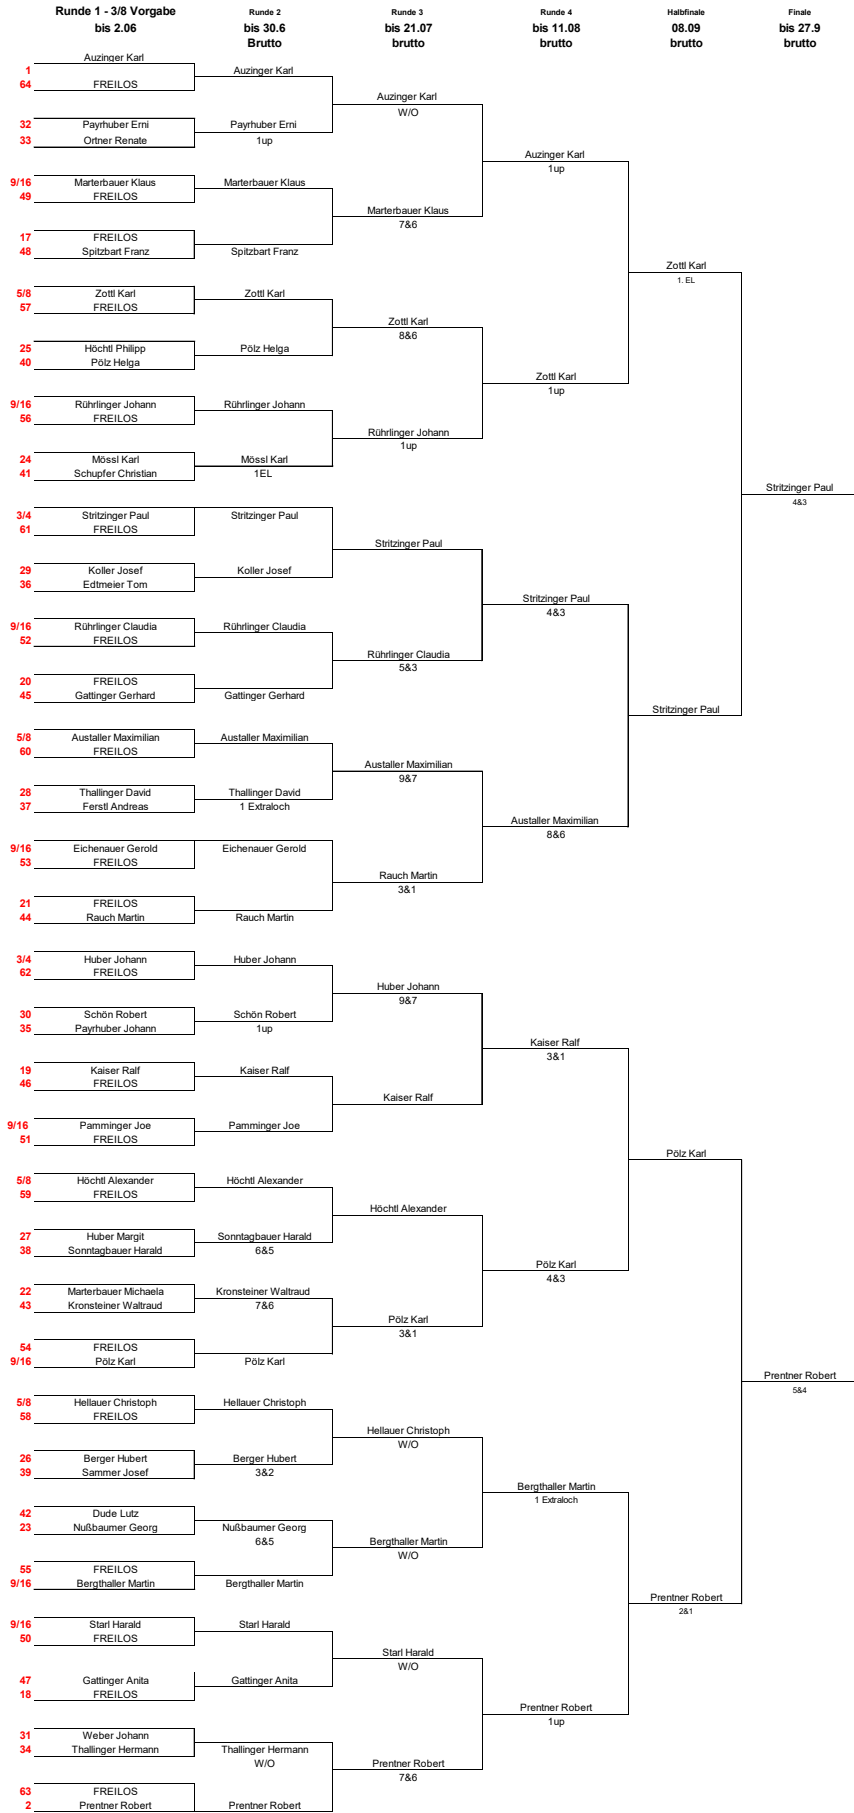 Runde 1 - 3/8 Vorgabe Runde 2 Runde 3 Runde 4 Halbfinale Finale
bis 2.06 bis 30.6 bis 21.07 bis 11.08 08.09 bis 27.9
Brutto brutto brutto brutto brutto
Auzinger Karl
1 Auzinger Karl
64 FREILOS
Auzinger Karl
W/O
32 Payrhuber Erni Payrhuber Erni
33 Ortner Renate 1up
Auzinger Karl
1up
9/16 Marterbauer Klaus Marterbauer Klaus
49 FREILOS
Marterbauer Klaus
7&6
17 FREILOS
48 Spitzbart Franz Spitzbart Franz
Zottl Karl
1. EL
5/8 Zottl Karl Zottl Karl
57 FREILOS
Zottl Karl
8&6
25 Höchtl Philipp Pölz Helga
40 Pölz Helga
Zottl Karl
1up
9/16 Rührlinger Johann Rührlinger Johann
56 FREILOS
Rührlinger Johann
1up
24 Mössl Karl Mössl Karl
41 Schupfer Christian 1EL
Stritzinger Paul
4&3
3/4 Stritzinger Paul Stritzinger Paul
61 FREILOS
Stritzinger Paul
29 Koller Josef Koller Josef
36 Edtmeier Tom
Stritzinger Paul
4&3
9/16 Rührlinger Claudia Rührlinger Claudia
52 FREILOS
Rührlinger Claudia
5&3
20 FREILOS
45 Gattinger Gerhard Gattinger Gerhard
Stritzinger Paul
5/8 Austaller Maximilian Austaller Maximilian
60 FREILOS
Austaller Maximilian
9&7
28 Thallinger David Thallinger David
37 Ferstl Andreas 1 Extraloch
Austaller Maximilian
8&6
9/16 Eichenauer Gerold Eichenauer Gerold
53 FREILOS
Rauch Martin
3&1
21 FREILOS
44 Rauch Martin Rauch Martin
3/4 Huber Johann Huber Johann
62 FREILOS
Huber Johann
9&7
30 Schön Robert Schön Robert
35 Payrhuber Johann 1up
Kaiser Ralf
3&1
19 Kaiser Ralf Kaiser Ralf
46 FREILOS
Kaiser Ralf
9/16 Pamminger Joe Pamminger Joe
51 FREILOS
Pölz Karl
5/8 Höchtl Alexander Höchtl Alexander
59 FREILOS
Höchtl Alexander
27 Huber Margit Sonntagbauer Harald
38 Sonntagbauer Harald 6&5
Pölz Karl
4&3
22 Marterbauer Michaela Kronsteiner Waltraud
43 Kronsteiner Waltraud 7&6
Pölz Karl
3&1
54 FREILOS
9/16 Pölz Karl Pölz Karl
Prentner Robert
5&4
5/8 Hellauer Christoph Hellauer Christoph
58 FREILOS
Hellauer Christoph
W/O
26 Berger Hubert Berger Hubert
39 Sammer Josef 3&2
Bergthaller Martin
1 Extraloch
42 Dude Lutz
23 Nußbaumer Georg Nußbaumer Georg
6&5
Bergthaller Martin
W/O
55 FREILOS
9/16 Bergthaller Martin Bergthaller Martin
Prentner Robert
2&1
9/16 Starl Harald Starl Harald
50 FREILOS
Starl Harald
W/O
47 Gattinger Anita Gattinger Anita
18 FREILOS
Prentner Robert
1up
31 Weber Johann
34 Thallinger Hermann Thallinger Hermann
W/O
Prentner Robert
7&6
63 FREILOS
2 Prentner Robert Prentner Robert